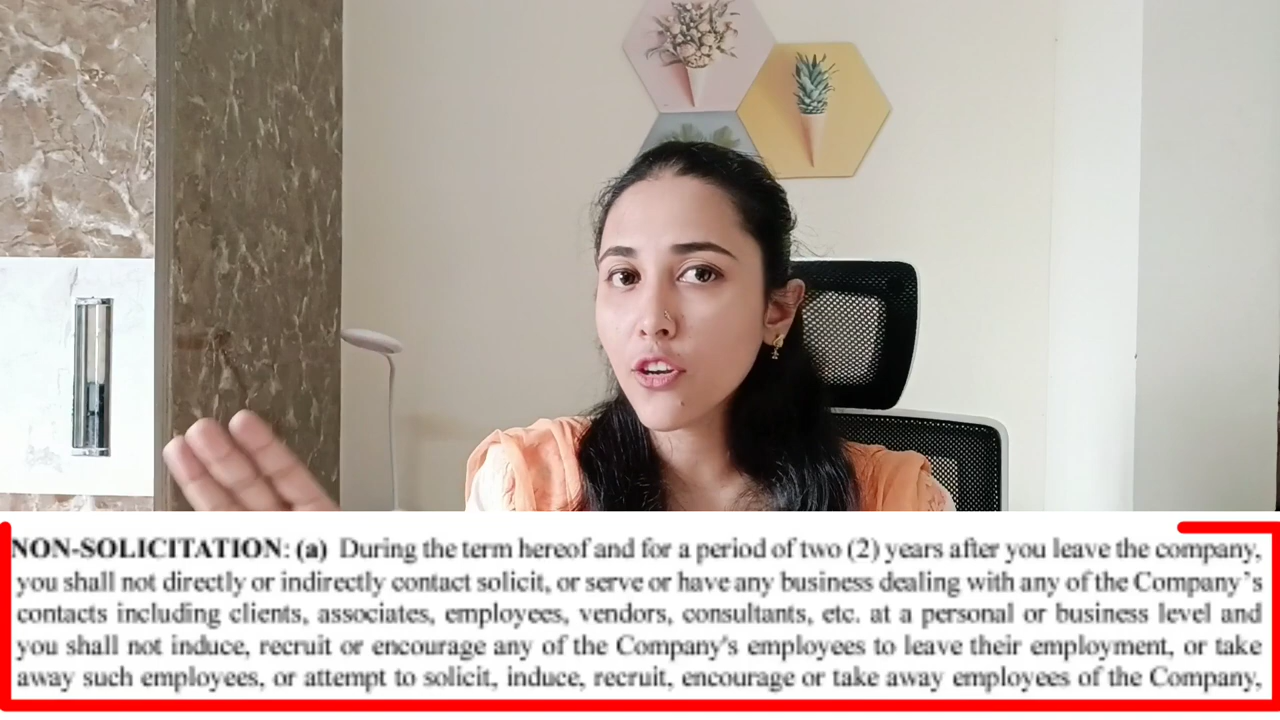 NON-SOLICITATION: (a) During the term hereof and for a period of two (2) years after you leave the company,
you shall not directly or indirectly contact solicit, or serve or have any business dealing with any of the Company's
contacts including clients, associates, employees, vendors, consultants, etc. at a personal or business level and
you shall not induce, recruit or encourage any of the Company's employees to leave their employment, or take
away such employees, or attempt to solicit, induce, recruit, encourage or take away employees of the Company,